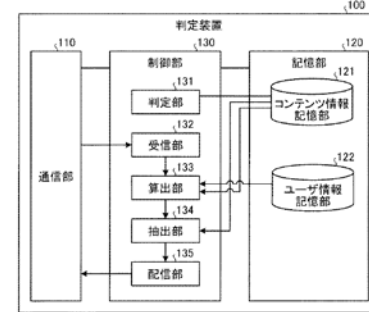 100
判定装置
110
130
120
制御部
記憶部
131
判定部
121
コンテンツ情報
記憶部
132
受信部
133
算出部
122
ユーザ情報
記憶部
通信部
134
抽出部
135
配信部